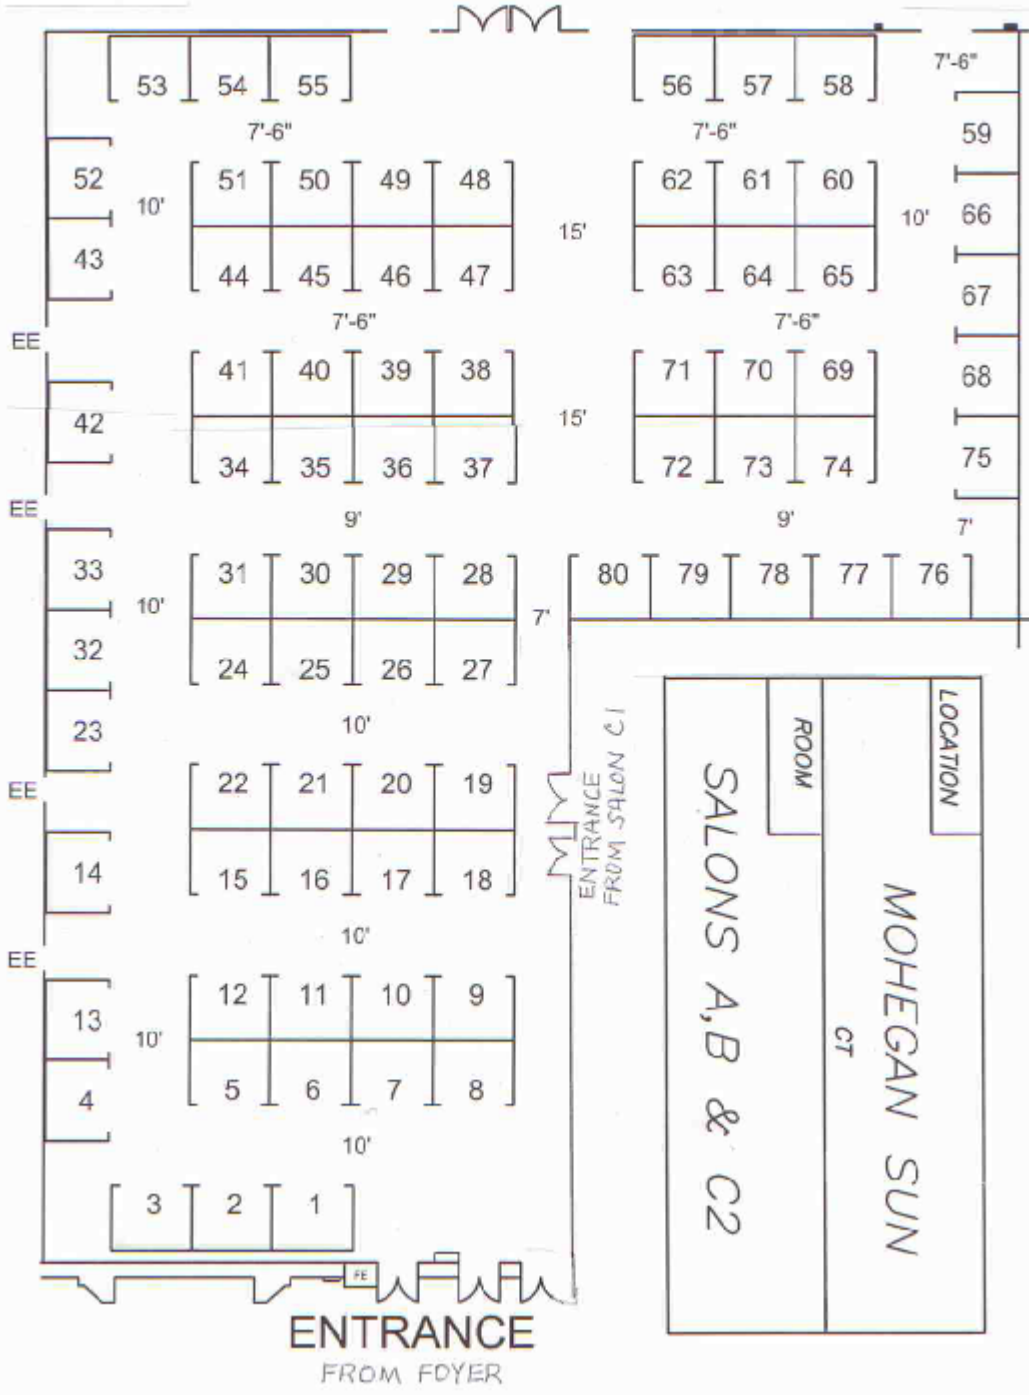 7'-6"
53 54 55 56 57 58
59
7'-6" 7'-6"
52 51 50 49 48 62 61 60
10' 15' 10' 66
43 44 45 46 47 63 64 65
67
7'-6" 7'-6"
EE
41 40 39 38 71 70 69 68
42 15'
34 35 36 37 72 73 74 75
EE 9' 9' 7'
33 31 30 29 28 80 79 78 77 76
10' 7'
32 24 25 26 27
23 10'
EE 22 21 20 19
ENTRANCE
FROM SALON C1
14 15 16 17 18
10'
EE
13 12 11 10 9
10'
4 5 6 7 8
10'
3 2 1
FE
ENTRANCE
FROM FOYER
LOCATION
MOHEGAN SUN
CT
ROOM
SALONS A,B & C2